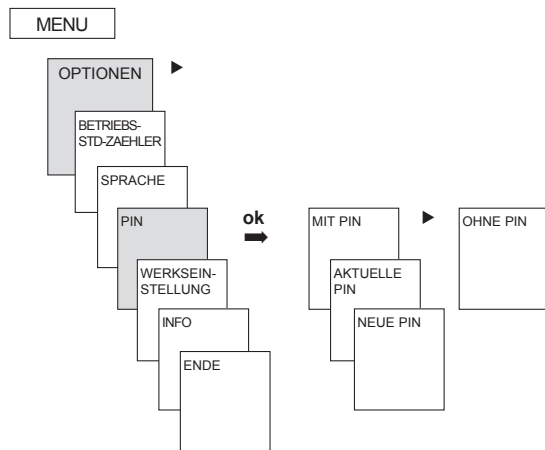 MENU
OPTIONEN
BETRIEBS-
STD-ZAEHLER
SPRACHE
PIN
ok
MIT PIN
OHNE PIN
WERKSEIN-
STELLUNG
AKTUELLE
PIN
INFO
NEUE PIN
ENDE